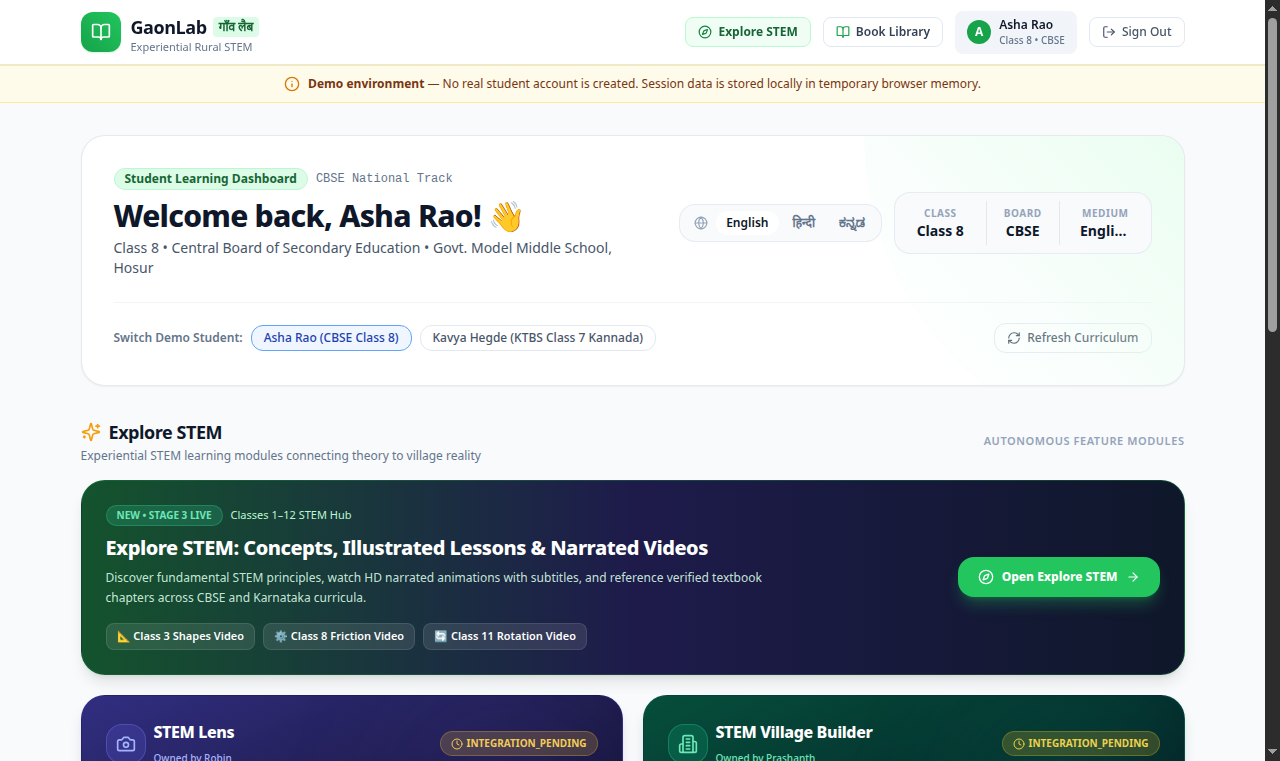 GaonLab गाँव लैब
Experiential Rural STEM
Explore STEM
Book Library
A
Asha Rao
Class 8 • CBSE
Sign Out
Demo environment — No real student account is created. Session data is stored locally in temporary browser memory.
Student Learning Dashboard CBSE National Track
Welcome back, Asha Rao! 👋
Class 8 • Central Board of Secondary Education • Govt. Model Middle School,
Hosur
English हिन्दी ಕನ್ನಡ
CLASS BOARD MEDIUM
Class 8 CBSE Engli...
Switch Demo Student: Asha Rao (CBSE Class 8) Kavya Hegde (KTBS Class 7 Kannada)
Refresh Curriculum
Explore STEM
Experiential STEM learning modules connecting theory to village reality
AUTONOMOUS FEATURE MODULES
NEW • STAGE 3 LIVE Classes 1–12 STEM Hub
Explore STEM: Concepts, Illustrated Lessons & Narrated Videos
Discover fundamental STEM principles, watch HD narrated animations with subtitles, and reference verified textbook
chapters across CBSE and Karnataka curricula.
Open Explore STEM →
📐 Class 3 Shapes Video ⚙️ Class 8 Friction Video 🔄 Class 11 Rotation Video
STEM Lens
Owned by Robin
INTEGRATION_PENDING
STEM Village Builder
Owned by Prashanth
INTEGRATION_PENDING